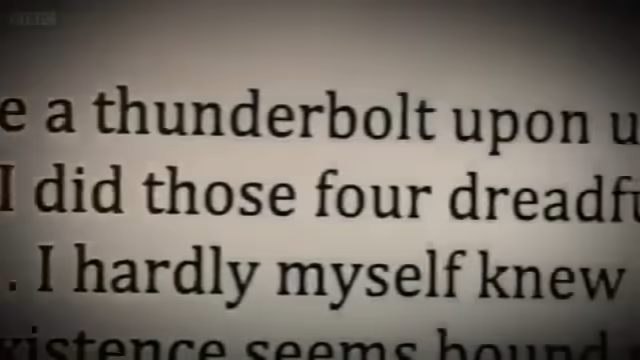 e a thunderbolt upon u
I did those four dreadfu
. I hardly myself knew
xistence seems bound